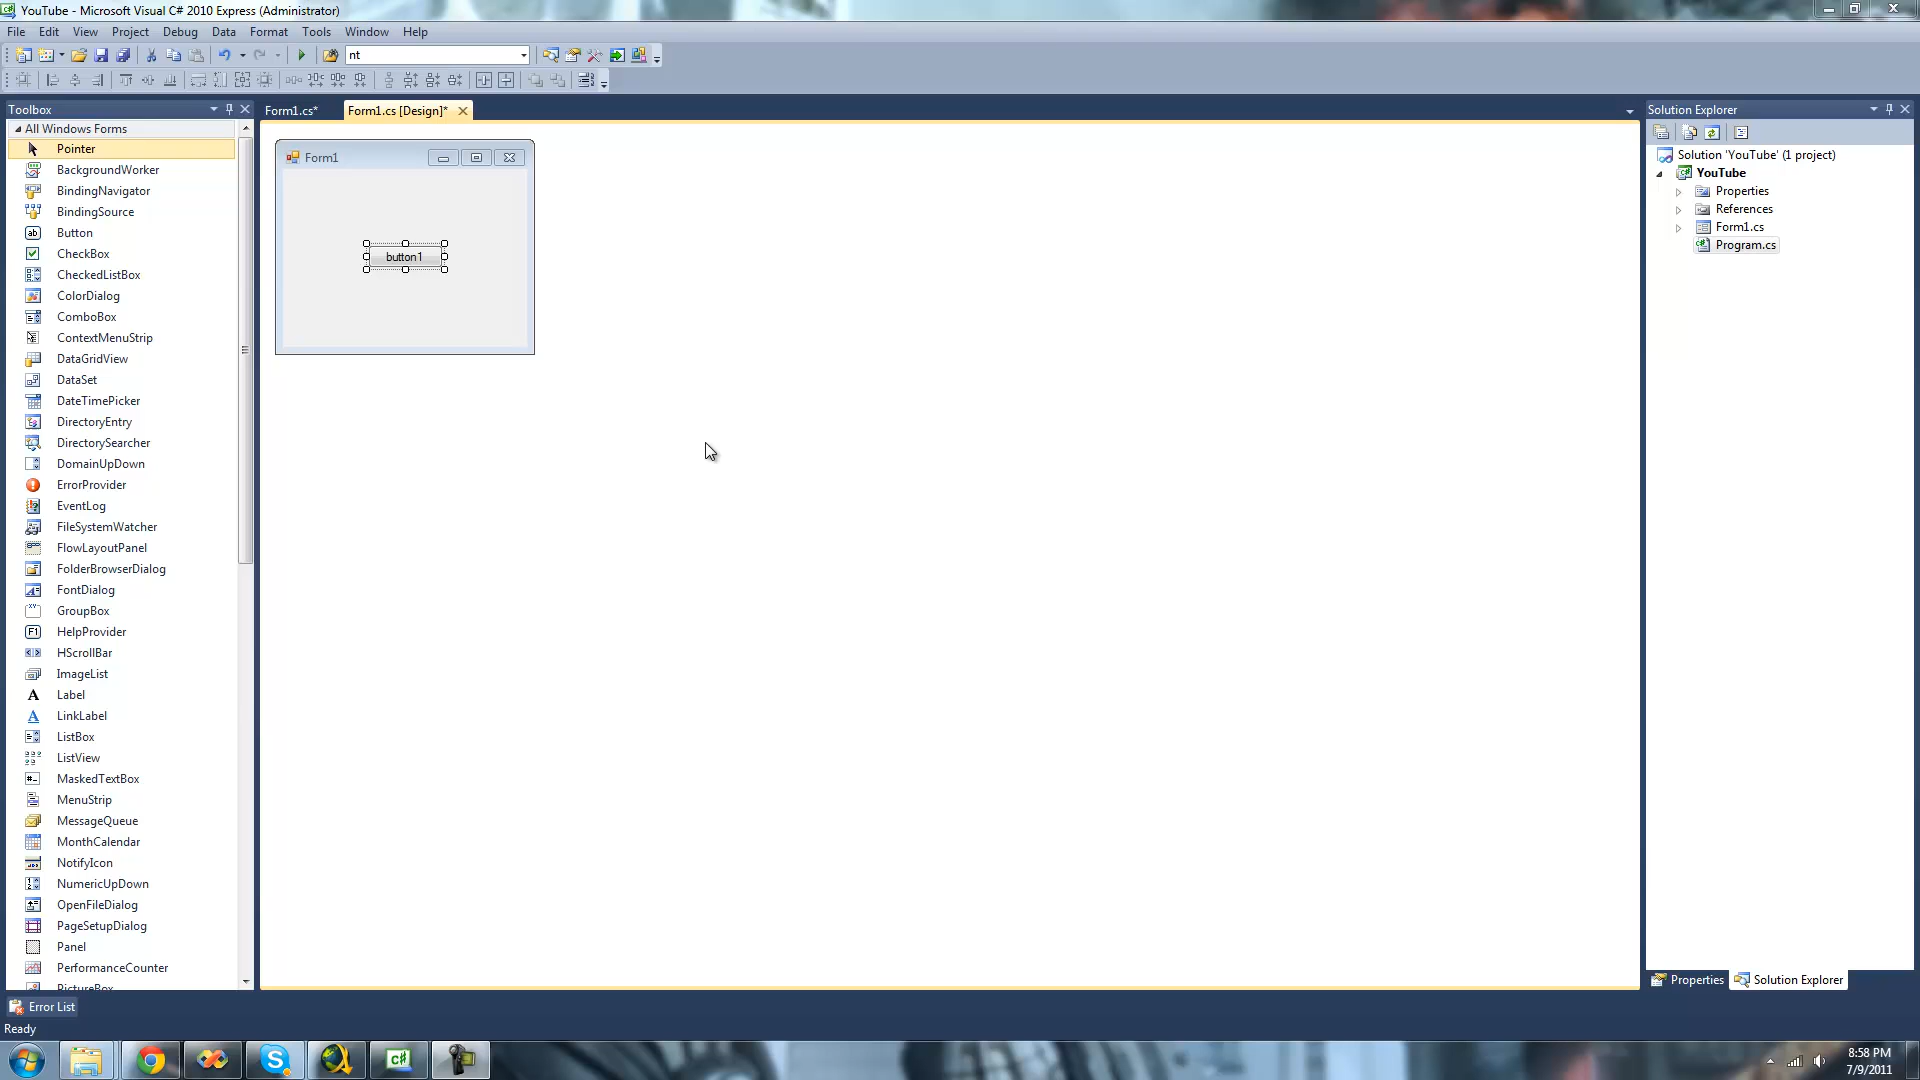 YouTube - Microsoft Visual C# 2010 Express (Administrator)
File Edit View Project Debug Data Format Tools Window Help
nt
Toolbox
Form1.cs*
Form1.cs [Design]*
Solution Explorer
All Windows Forms
Pointer
BackgroundWorker
BindingNavigator
BindingSource
Button
CheckBox
CheckedListBox
ColorDialog
ComboBox
ContextMenuStrip
DataGridView
DataSet
DateTimePicker
DirectoryEntry
DirectorySearcher
DomainUpDown
ErrorProvider
EventLog
FileSystemWatcher
FlowLayoutPanel
FolderBrowserDialog
FontDialog
GroupBox
HelpProvider
HScrollBar
ImageList
Label
LinkLabel
ListBox
ListView
MaskedTextBox
MenuStrip
MessageQueue
MonthCalendar
NotifyIcon
NumericUpDown
OpenFileDialog
PageSetupDialog
Panel
PerformanceCounter
PictureBox
Form1
button1
Solution 'YouTube' (1 project)
YouTube
Properties
References
Form1.cs
Program.cs
Properties
Solution Explorer
Error List
Ready
8:58 PM
7/9/2011